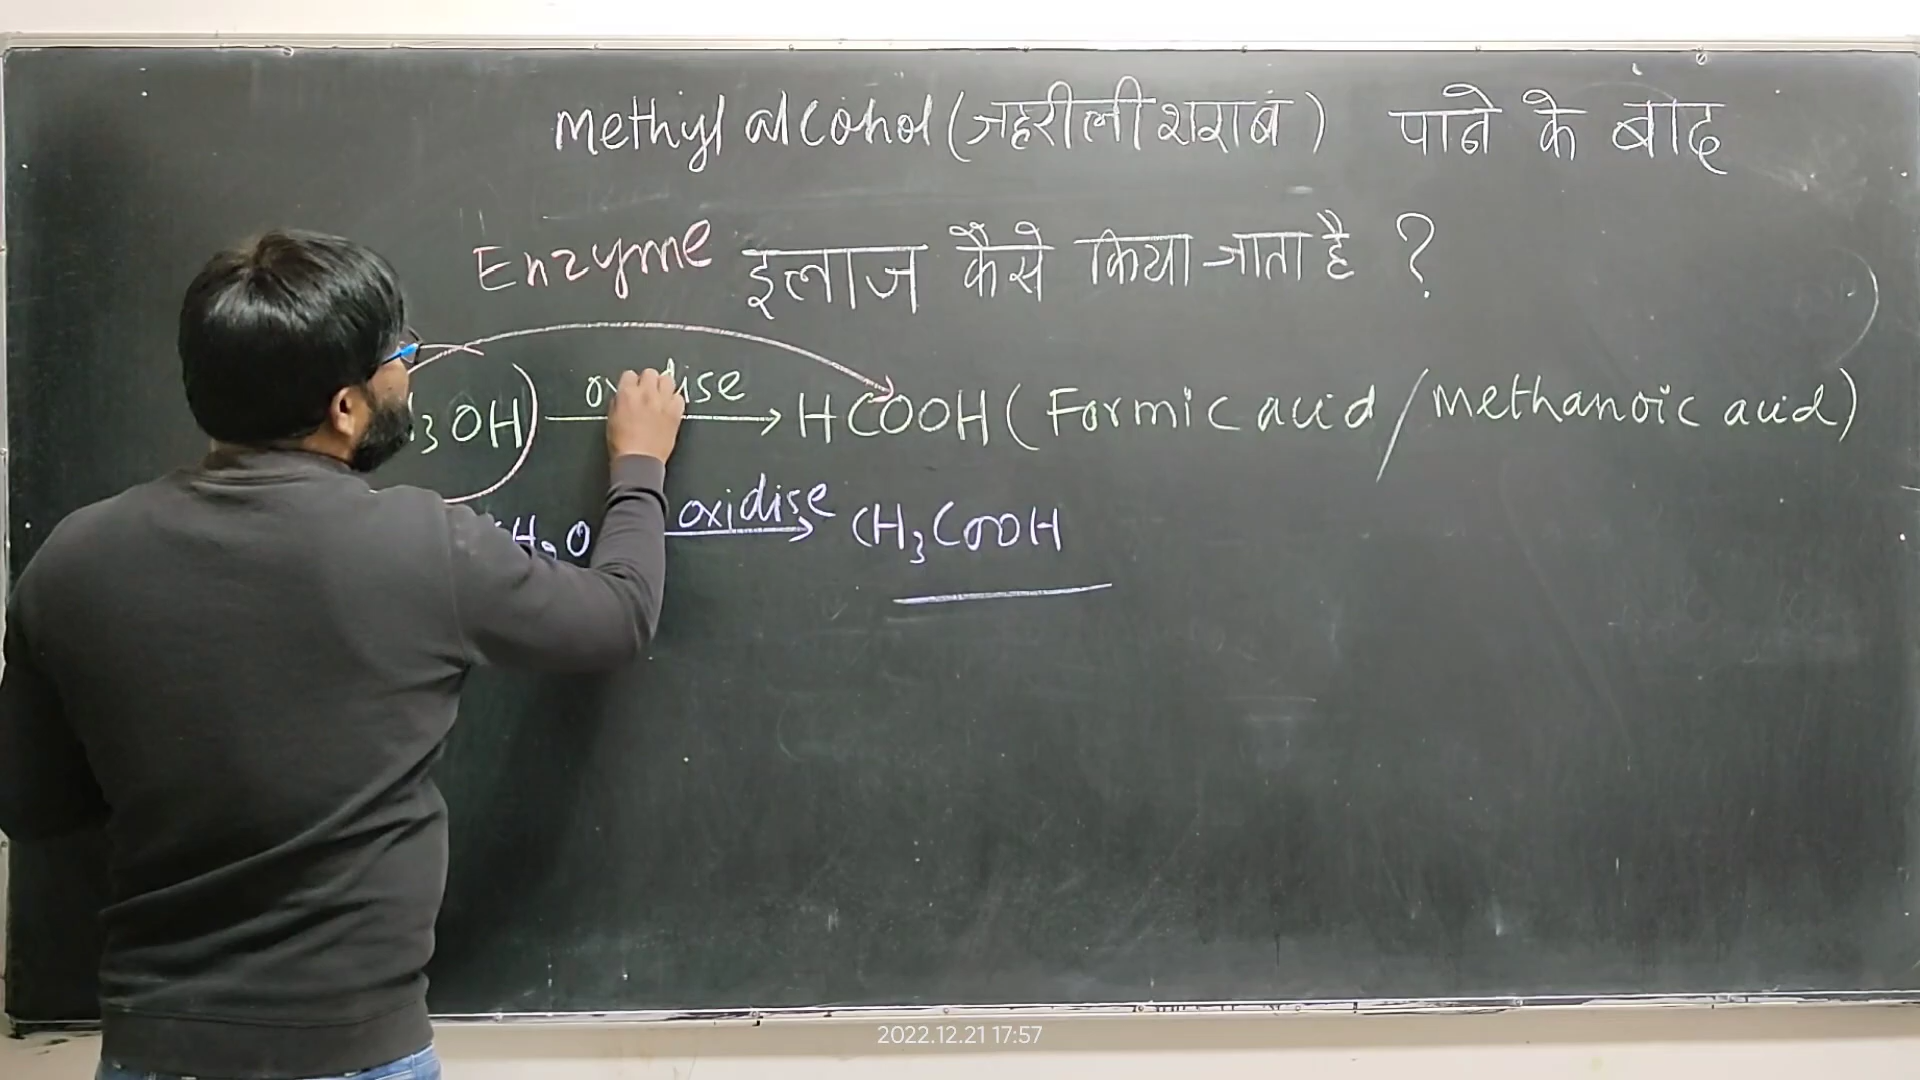 Methyl alcohol (जहरीली शराब) पाने के बाद
Enzyme इलाज कैसे किया जाता है ?
3OH) oxidise HCOOH (Formic acid / Methanoic acid)
H O oxidise CH3COOH
2022.12.21 17:57